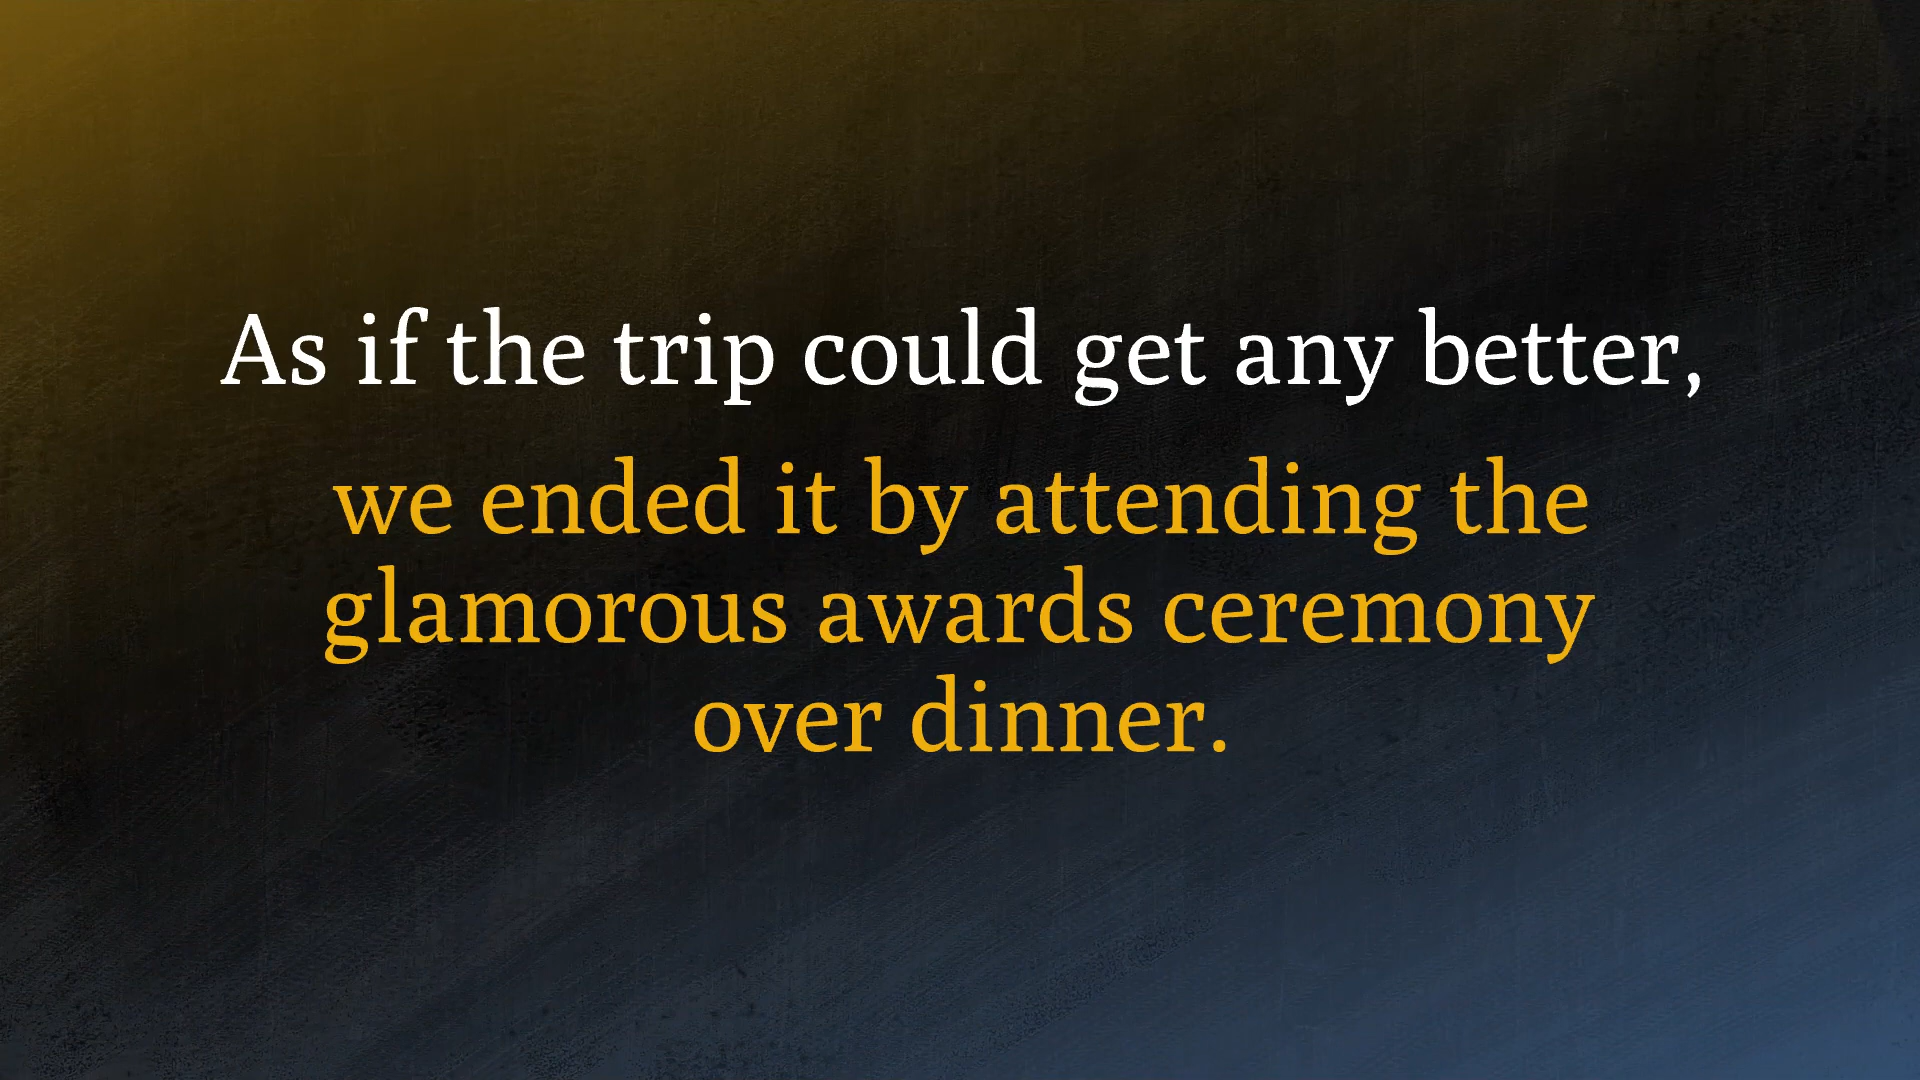 As if the trip could get any better,
we ended it by attending the
glamorous awards ceremony
over dinner.